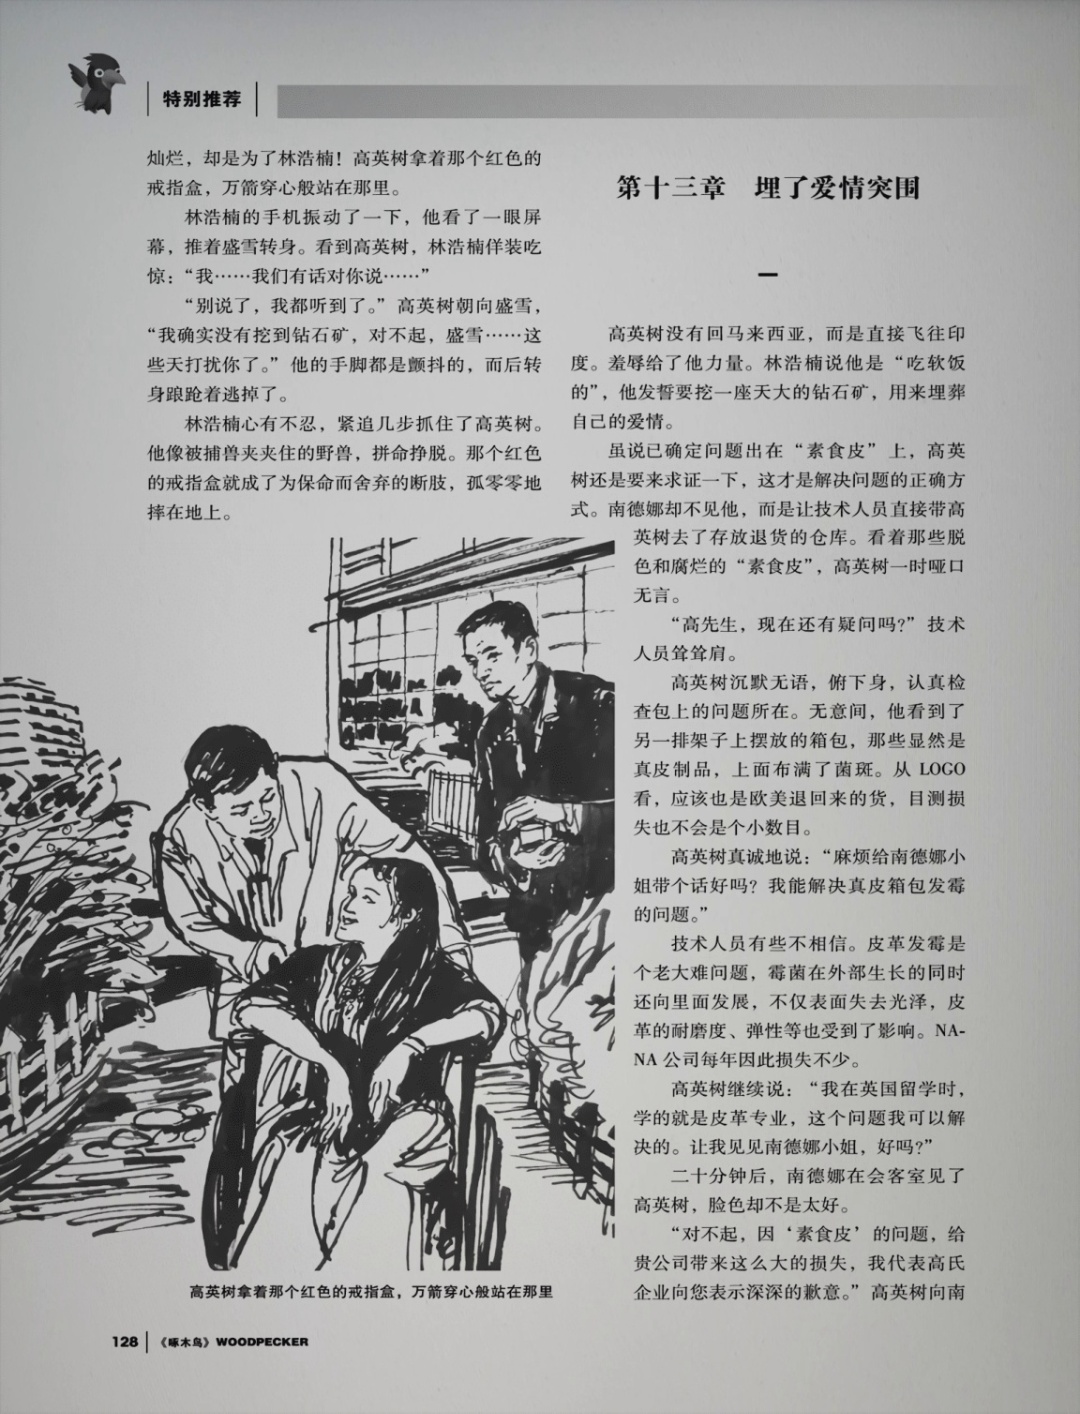 特别推荐
灿烂，却是为了林浩楠！高英树拿着那个红色的
戒指盒，万箭穿心般站在那里。
林浩楠的手机振动了一下，他看了一眼屏
幕，推着盛雪转身。看到高英树，林浩楠佯装吃
惊：“我……我们有话对你说……”
“别说了，我都听到了。”高英树朝向盛雪，
“我确实没有挖到钻石矿，对不起，盛雪……这
些天打扰你了。”他的手脚都是颤抖的，而后转
身踉跄着逃掉了。
林浩楠心有不忍，紧追几步抓住了高英树。
他像被捕兽夹夹住的野兽，拼命挣脱。那个红色
的戒指盒就成了为保命而舍弃的断肢，孤零零地
摔在地上。
高英树拿着那个红色的戒指盒，万箭穿心般站在那里
第十三章　埋了爱情突围
一
高英树没有回马来西亚，而是直接飞往印
度。羞辱给了他力量。林浩楠说他是“吃软饭
的”，他发誓要挖一座天大的钻石矿，用来埋葬
自己的爱情。
虽说已确定问题出在“素食皮”上，高英
树还是要来求证一下，这才是解决问题的正确方
式。南德娜却不见他，而是让技术人员直接带高
英树去了存放退货的仓库。看着那些脱
色和腐烂的“素食皮”，高英树一时哑口
无言。
“高先生，现在还有疑问吗?”技术
人员耸耸肩。
高英树沉默无语，俯下身，认真检
查包上的问题所在。无意间，他看到了
另一排架子上摆放的箱包，那些显然是
真皮制品，上面布满了菌斑。从 LOGO
看，应该也是欧美退回来的货，目测损
失也不会是个小数目。
高英树真诚地说：“麻烦给南德娜小
姐带个话好吗？我能解决真皮箱包发霉
的问题。”
技术人员有些不相信。皮革发霉是
个老大难问题，霉菌在外部生长的同时
还向里面发展，不仅表面失去光泽，皮
革的耐磨度、弹性等也受到了影响。NA-
NA 公司每年因此损失不少。
高英树继续说：“我在英国留学时，
学的就是皮革专业，这个问题我可以解
决的。让我见见南德娜小姐，好吗?”
二十分钟后，南德娜在会客室见了
高英树，脸色却不是太好。
“对不起，因‘素食皮’的问题，给
贵公司带来这么大的损失，我代表高氏
企业向您表示深深的歉意。”高英树向南
128 《啄木鸟》WOODPECKER